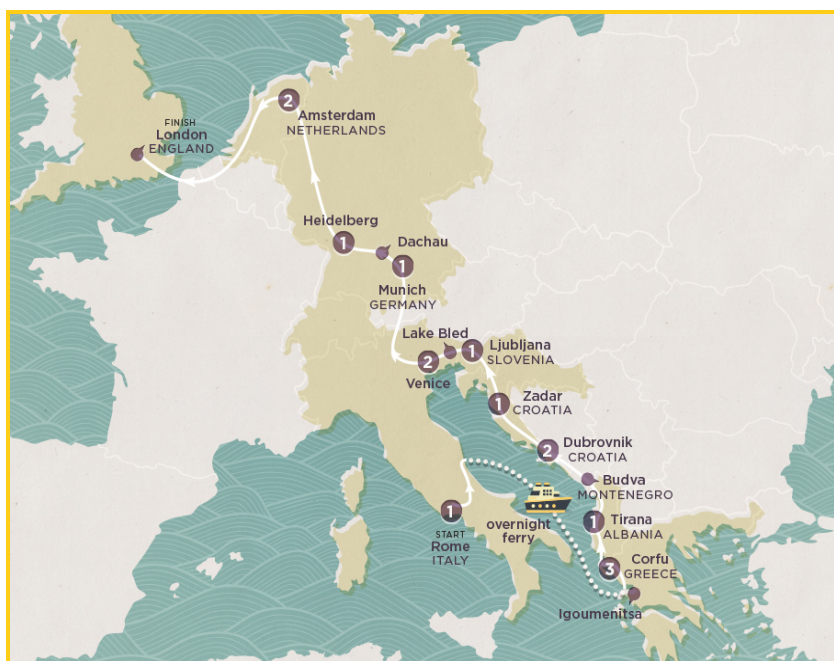 2
Amsterdam
NETHERLANDS
FINISH
London
ENGLAND
Heidelberg
1
Dachau
1
Munich
GERMANY
Lake Bled
1
Ljubljana
SLOVENIA
2
Venice
1
Zadar
CROATIA
2
Dubrovnik
CROATIA
Budva
MONTENEGRO
1
START
Rome
ITALY
overnight
ferry
1
Tirana
ALBANIA
3
Corfu
GREECE
Igoumenitsa